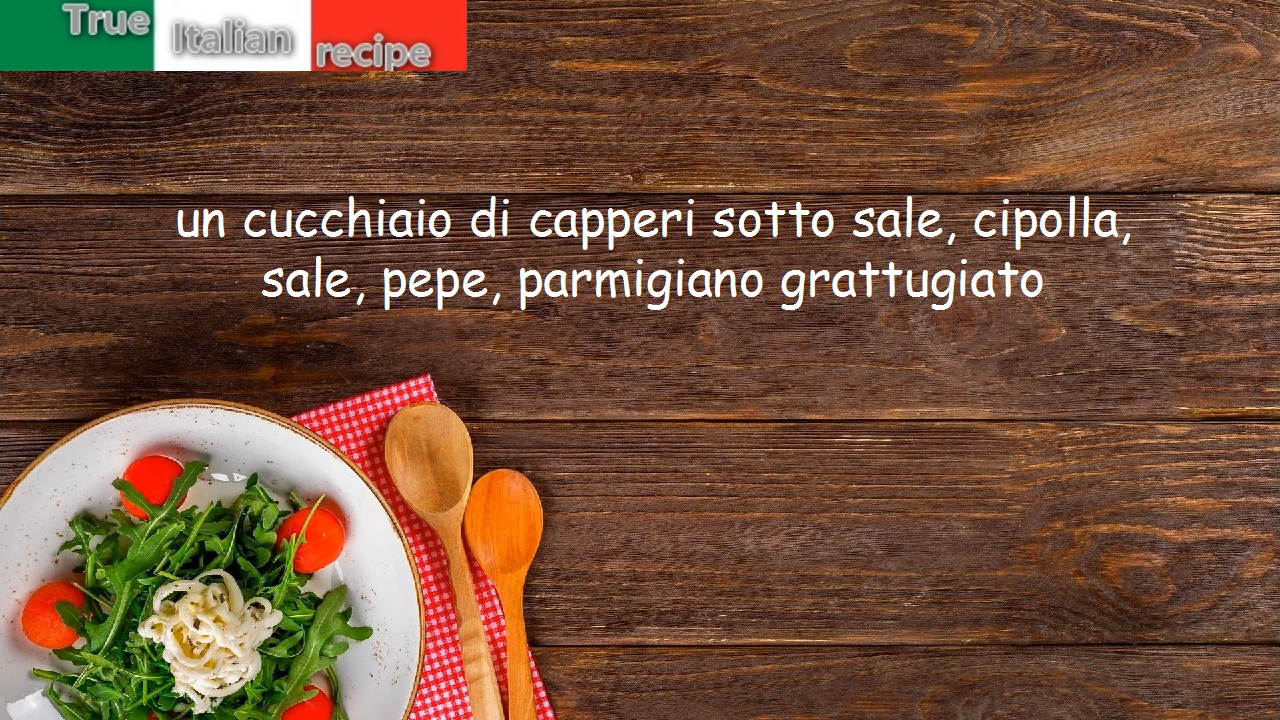 True Italian recipe
un cucchiaio di capperi sotto sale, cipolla,
sale, pepe, parmigiano grattugiato